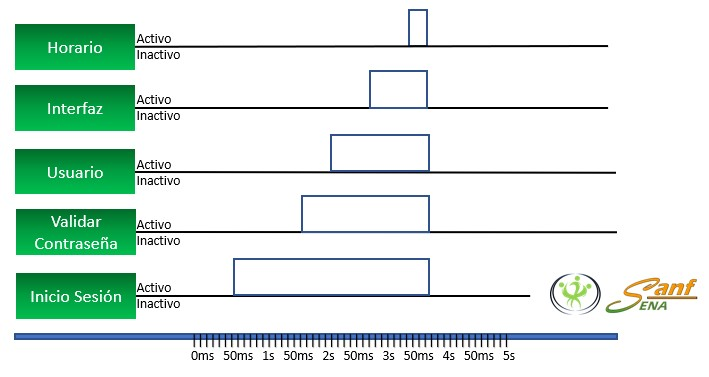 Horario
Activo
Inactivo
Interfaz
Activo
Inactivo
Usuario
Activo
Inactivo
Validar
Contraseña
Activo
Inactivo
Inicio Sesión
Activo
Inactivo
Sanf
SENA
0ms 50ms 1s 50ms 2s 50ms 3s 50ms 4s 50ms 5s